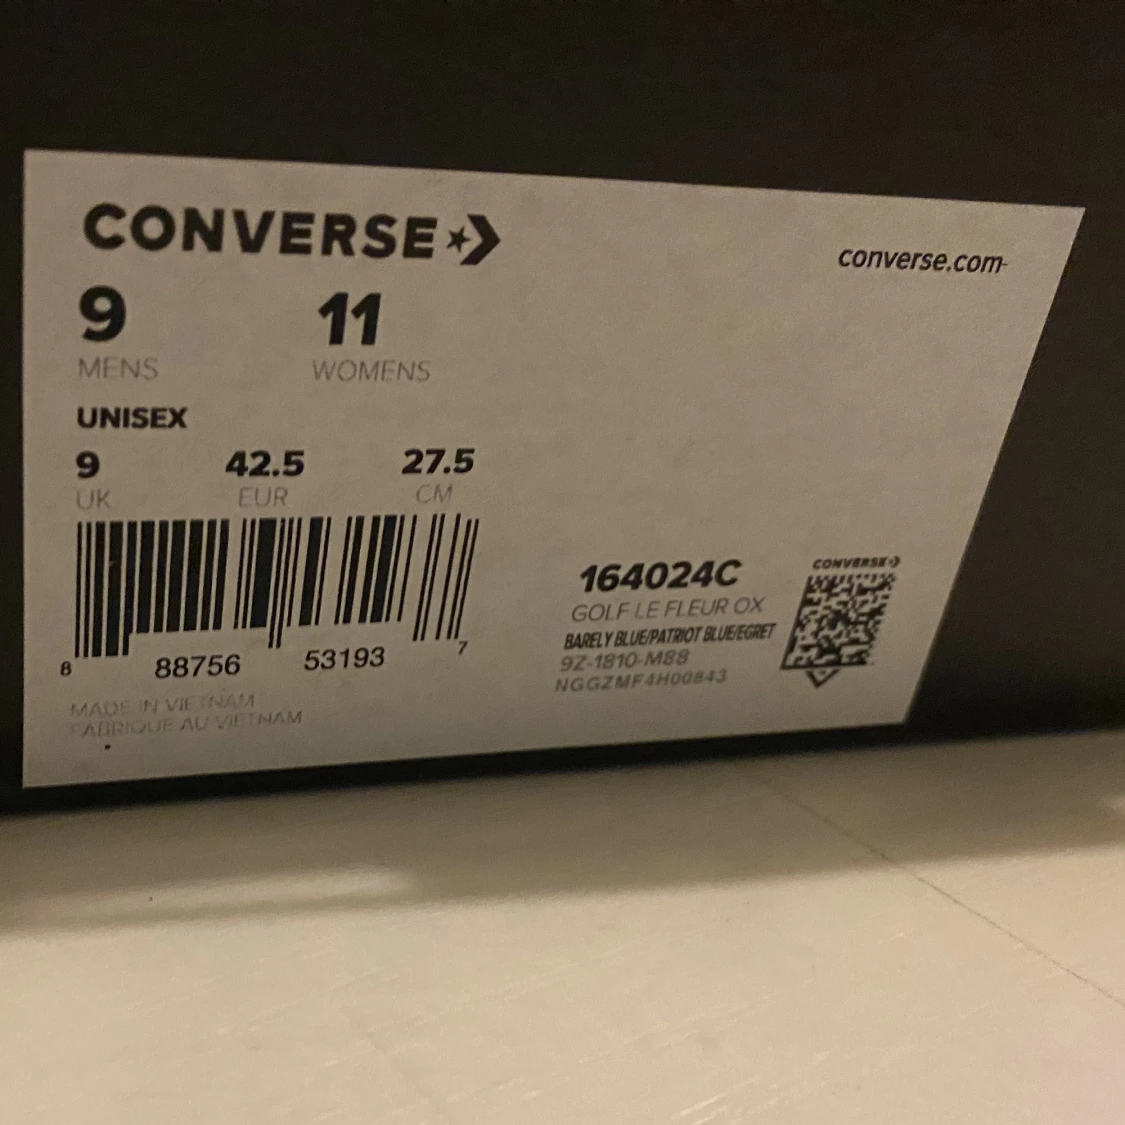 CONVERSE
converse.com
9 11
MENS WOMENS
UNISEX
9 42.5 27.5
UK EUR CM
8 88756 53193 7
MADE IN VIETNAM
FABRIQUE AU VIETNAM
164024C
GOLF LE FLEUR OX
BARELY BLUE/PATRIOT BLUE/EGRET
9Z-1810-M88
NGGZMF4H00843
CONVERSE